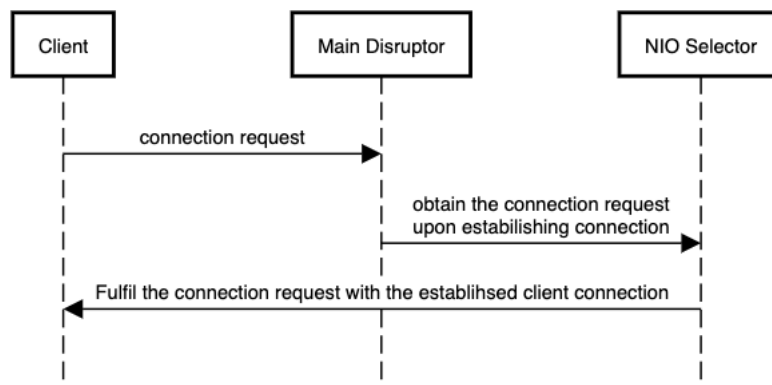 Client
Main Disruptor
NIO Selector
connection request
obtain the connection request
upon estabilishing connection
Fulfil the connection request with the establihsed client connection